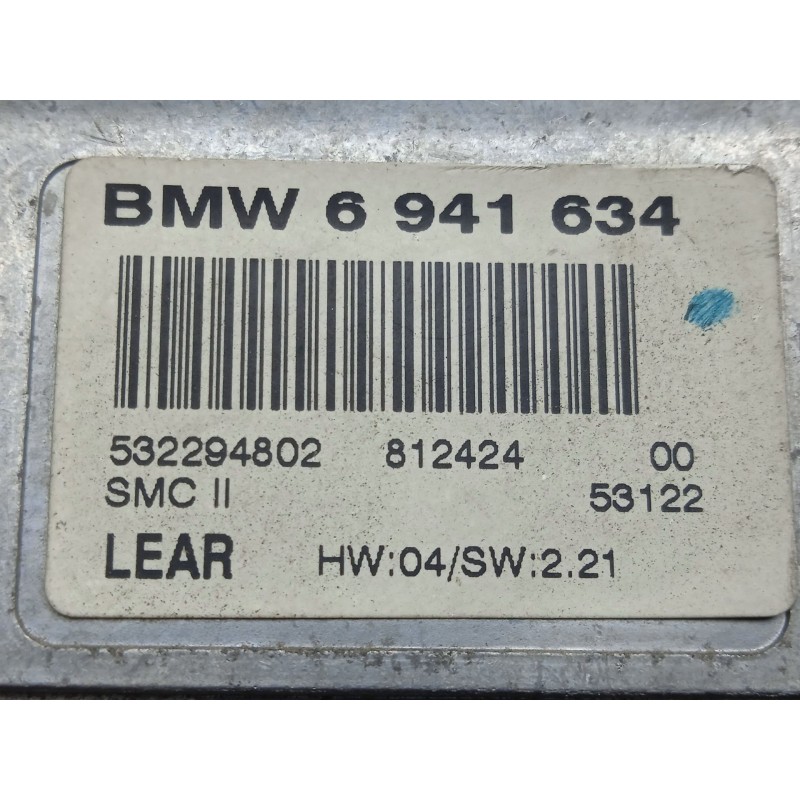 BMW 6 941 634
532294802 812424 00
SMC II 53122
LEAR HW:04/SW:2.21